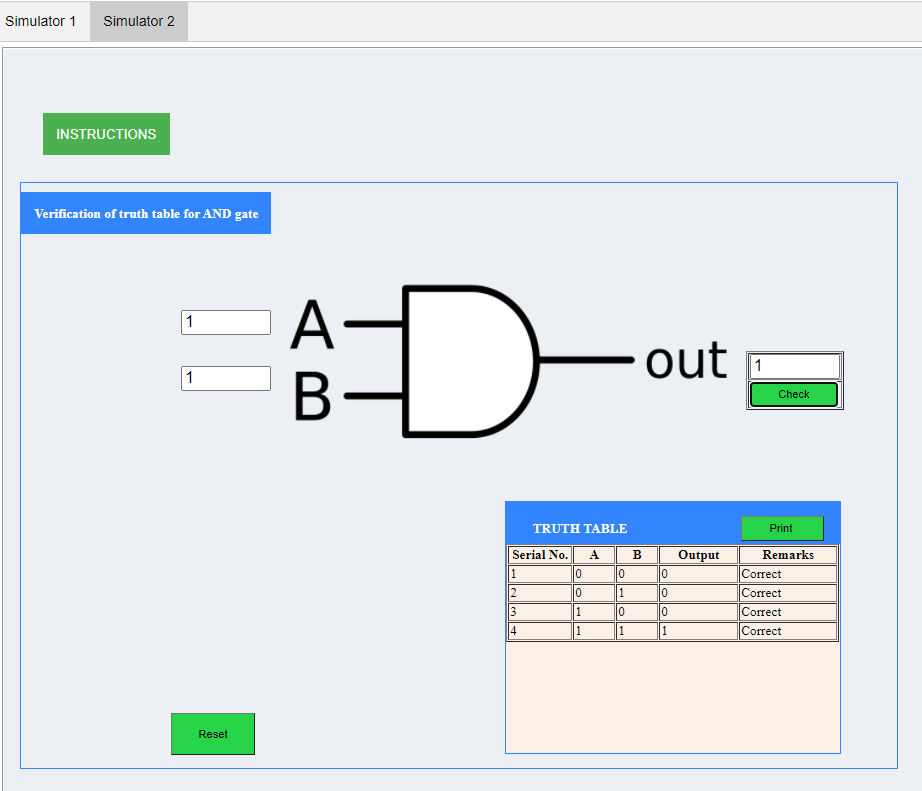 Simulator 1 Simulator 2
INSTRUCTIONS
Verification of truth table for AND gate
1 A
1 B
out 1
Check
TRUTH TABLE Print
Serial No. A B Output Remarks
1 0 0 0 Correct
2 0 1 0 Correct
3 1 0 0 Correct
4 1 1 1 Correct
Reset